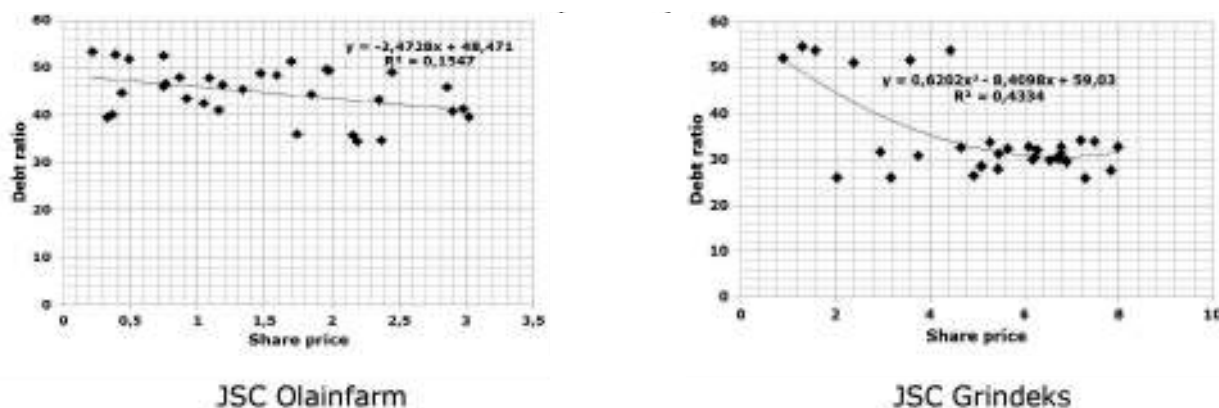 60
50
40
30
20
10
0
Debt ratio
y = -2,4728x + 48,471
R² = 0,1547
0 0,5 1 1,5 2 2,5 3 3,5
Share price
JSC Olainfarm
60
50
40
30
20
10
0
Debt ratio
y = 0,6202x² - 8,4098x + 59,03
R² = 0,4334
0 2 4 6 8 10
Share price
JSC Grindeks